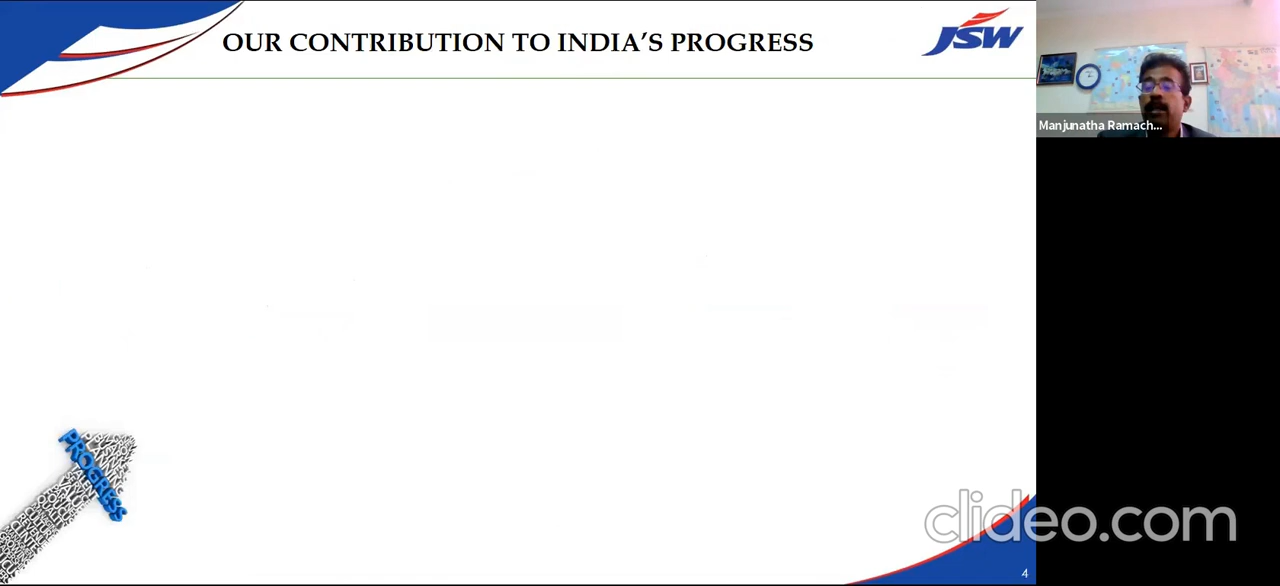 OUR CONTRIBUTION TO INDIA’S PROGRESS
JSW
Manjunatha Ramach...
PROGRESS
clideo.com
4